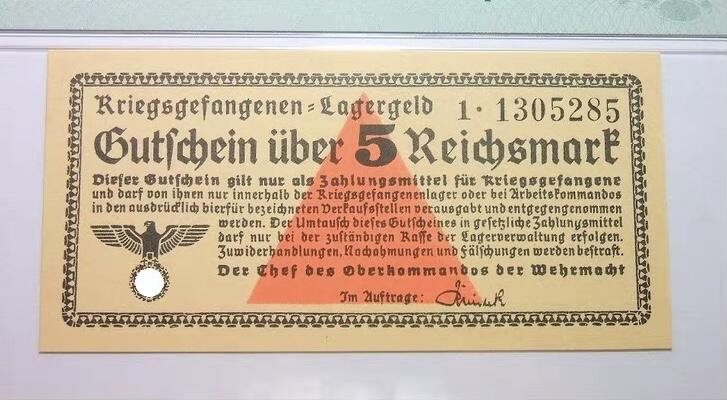 Kriegsgefangenen-Lagergeld 1·1305285
Gutschein über 5 Reichsmark
Dieser Gutschein gilt nur als Zahlungsmittel für Kriegsgefangene
und darf von ihnen nur innerhalb der Kriegsgefangenenlager oder bei Arbeitskommandos
in den ausdrücklich hierfür bezeichneten Verkaufsstellen verausgabt und entgegengenommen
werden. Der Umtausch dieses Gutscheines in gesetzliche Zahlungsmittel
darf nur bei der zuständigen Kasse der Lagerverwaltung erfolgen.
Zuwiderhandlungen, Nachahmungen und Fälschungen werden bestraft.
Der Chef des Oberkommandos der Wehrmacht
Im Auftrage: